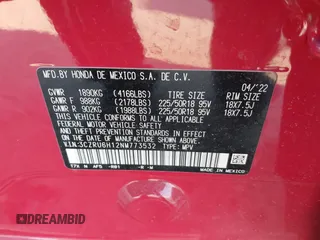 MFD.BY HONDA DE MEXICO S.A. DE C.V.
04/'22
GVWR 1890KG (4166LBS) TIRE SIZE RIM SIZE
GAWR F 988KG (2178LBS) 225/50R18 95V 18X7.5J
GAWR R 902KG (1988LBS) 225/50R18 95V 18X7.5J
THIS VEHICLE CONFORMS TO ALL APPLICABLE
FEDERAL MOTOR VEHICLE SAFETY AND
THEFT PREVENTION STANDARDS IN EFFECT ON
THE DATE OF MANUFACTURE SHOWN ABOVE.
V.I.N:3CZRU6H12NM773532 TYPE: MPV
MADE IN MEXICO
DREAMBID